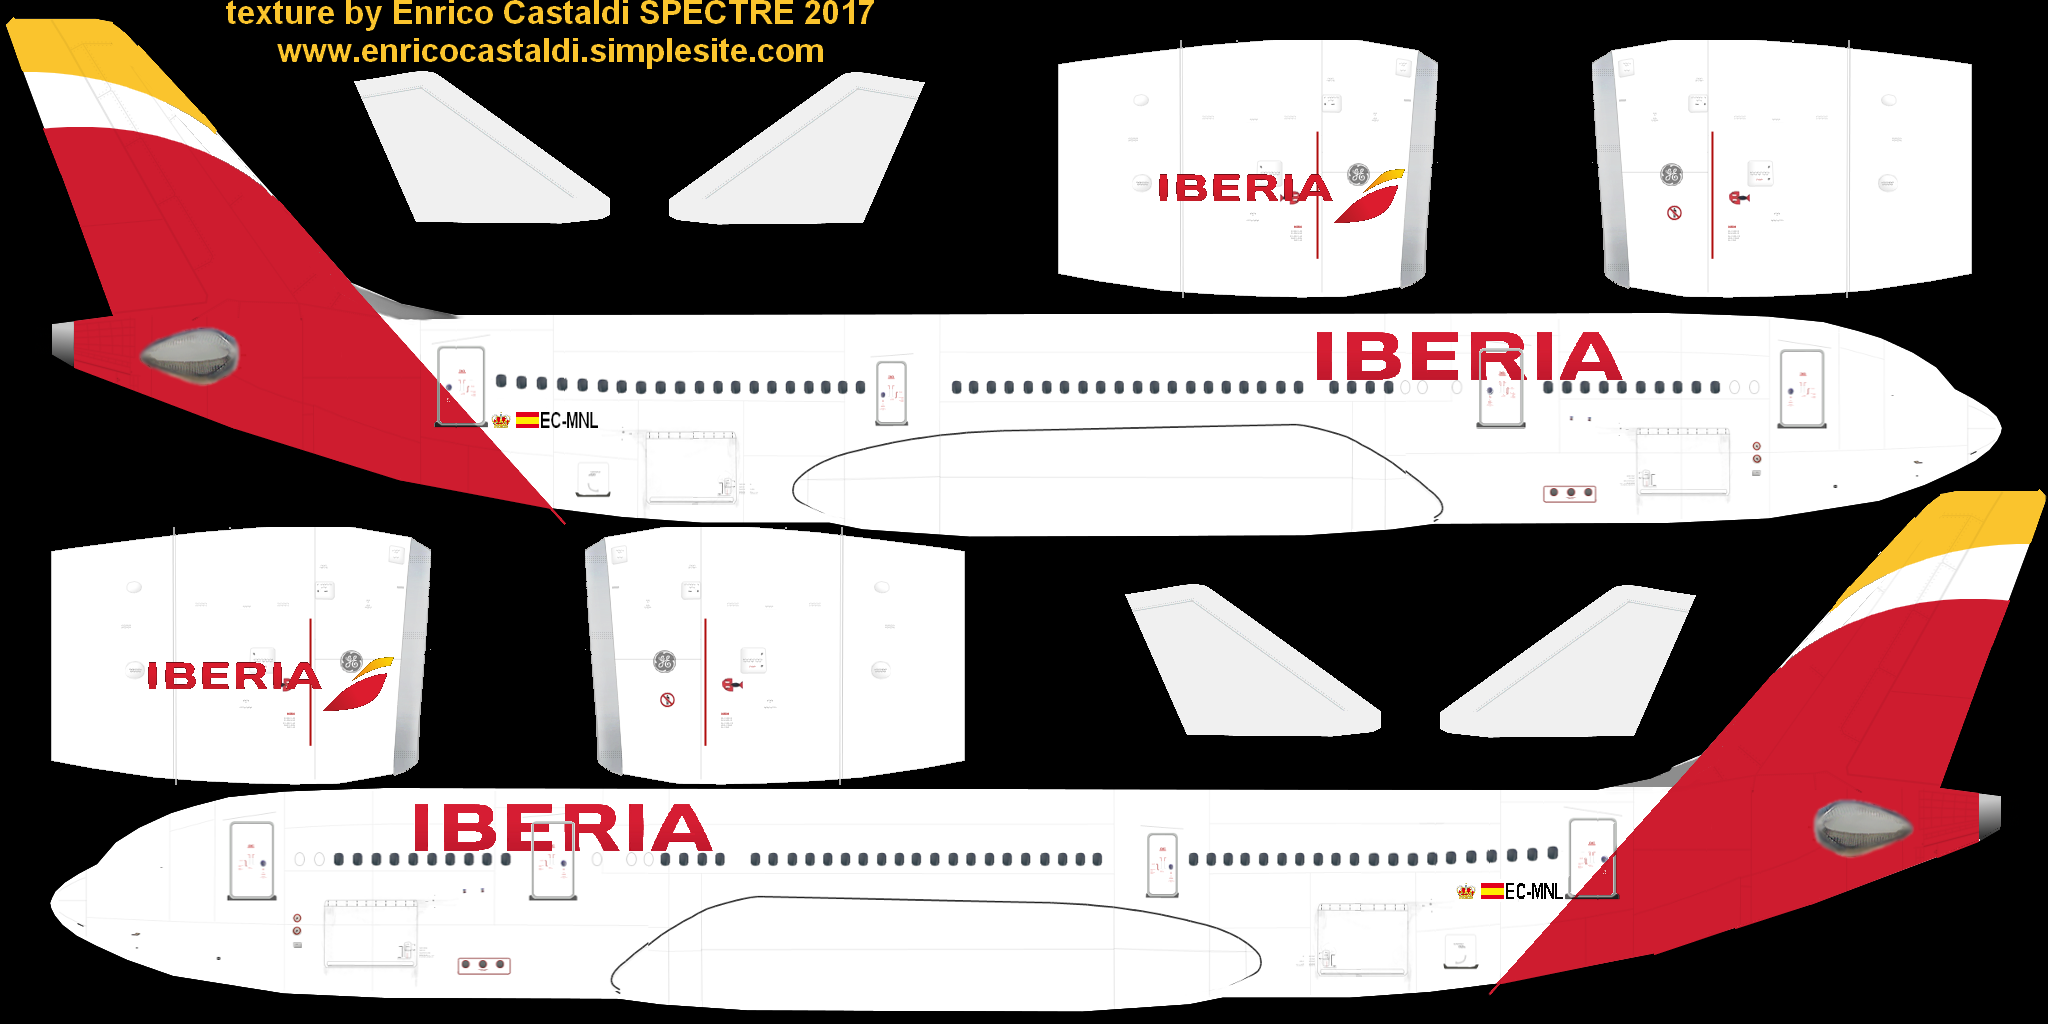 texture by Enrico Castaldi SPECTRE 2017
www.enricocastaldi.simplesite.com
IBERIA
IBERIA
EC-MNL
IBERIA
IBERIA
EC-MNL